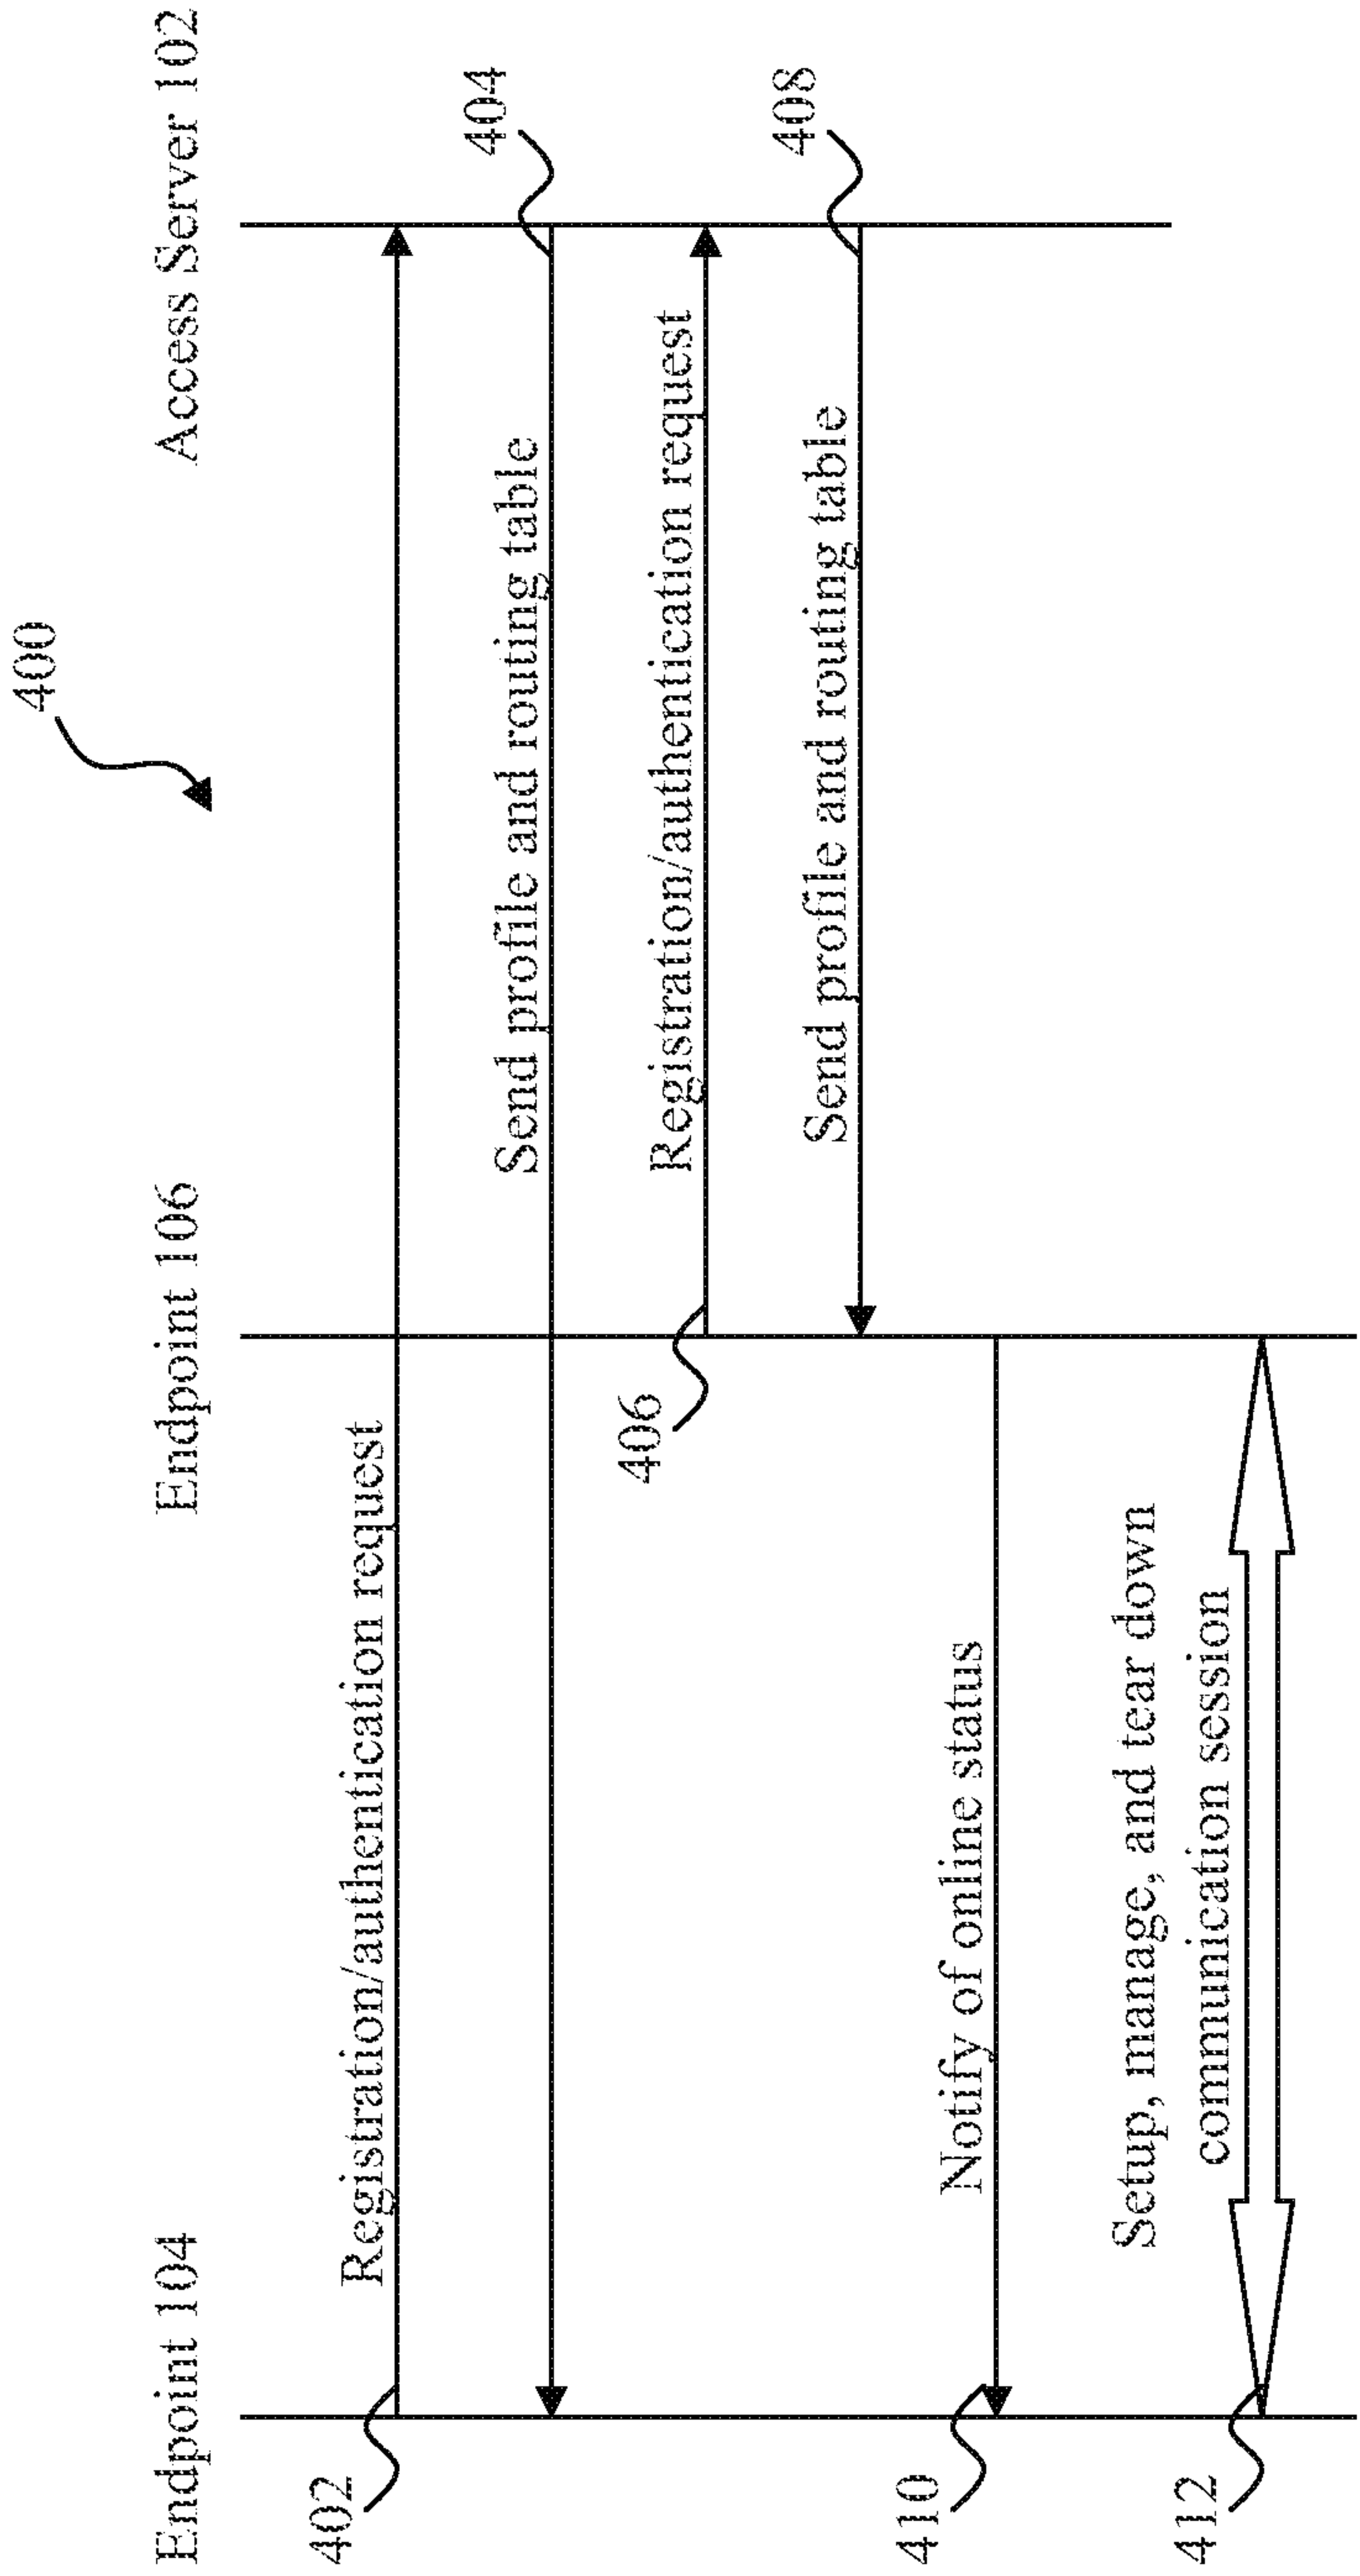 400
Endpoint 104
Endpoint 106
Access Server 102
402
Registration/authentication request
404
Send profile and routing table
406
Registration/authentication request
408
Send profile and routing table
410
Notify of online status
412
Setup, manage, and tear down
communication session